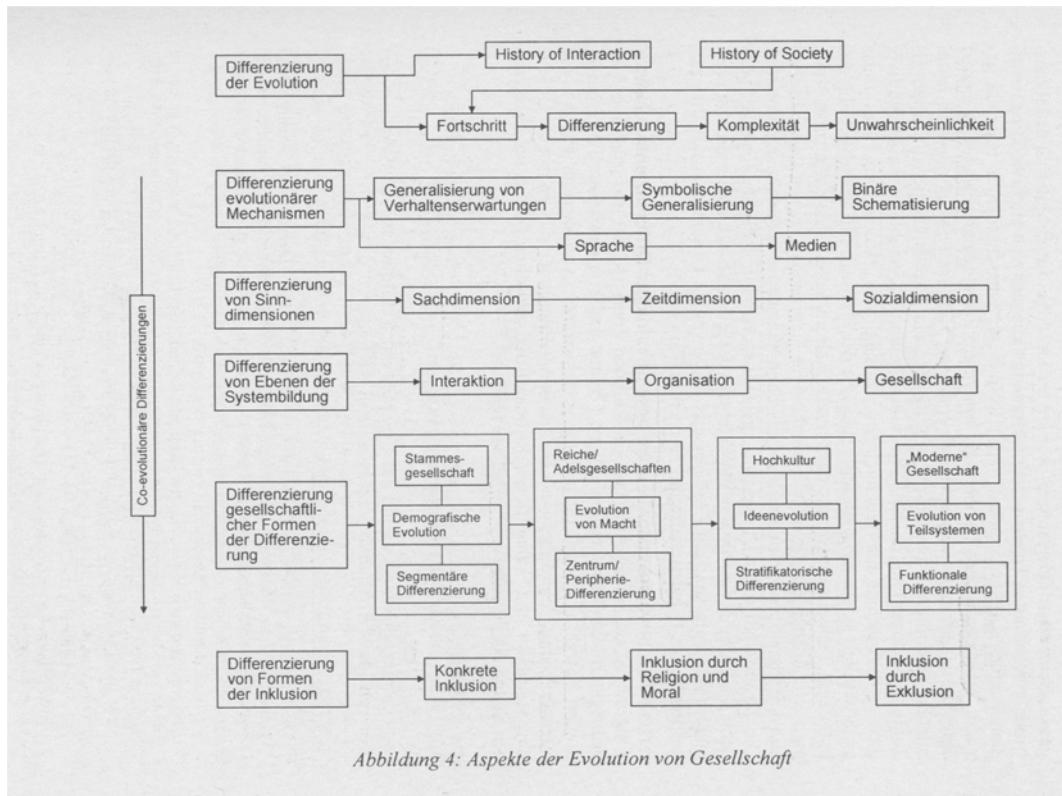 History of Interaction
History of Society
Differenzierung
der Evolution
Fortschritt
Differenzierung
Komplexität
Unwahrscheinlichkeit
Differenzierung
evolutionärer
Mechanismen
Generalisierung von
Verhaltenserwartungen
Symbolische
Generalisierung
Binäre
Schematisierung
Sprache
Medien
Differenzierung
von Sinn-
dimensionen
Sachdimension
Zeitdimension
Sozialdimension
Co-evolutionäre Differenzierungen
Differenzierung
von Ebenen der
Systembildung
Interaktion
Organisation
Gesellschaft
Differenzierung
gesellschaftli-
cher Formen
der Differenzie-
rung
Stammes-
gesellschaft
Demografische
Evolution
Segmentäre
Differenzierung
Reiche/
Adelsgesellschaften
Evolution
von Macht
Zentrum/
Peripherie-
Differenzierung
Hochkultur
Ideenevolution
Stratifikatorische
Differenzierung
„Moderne“
Gesellschaft
Evolution von
Teilsystemen
Funktionale
Differenzierung
Differenzierung
von Formen
der Inklusion
Konkrete
Inklusion
Inklusion durch
Religion und
Moral
Inklusion
durch
Exklusion
Abbildung 4: Aspekte der Evolution von Gesellschaft